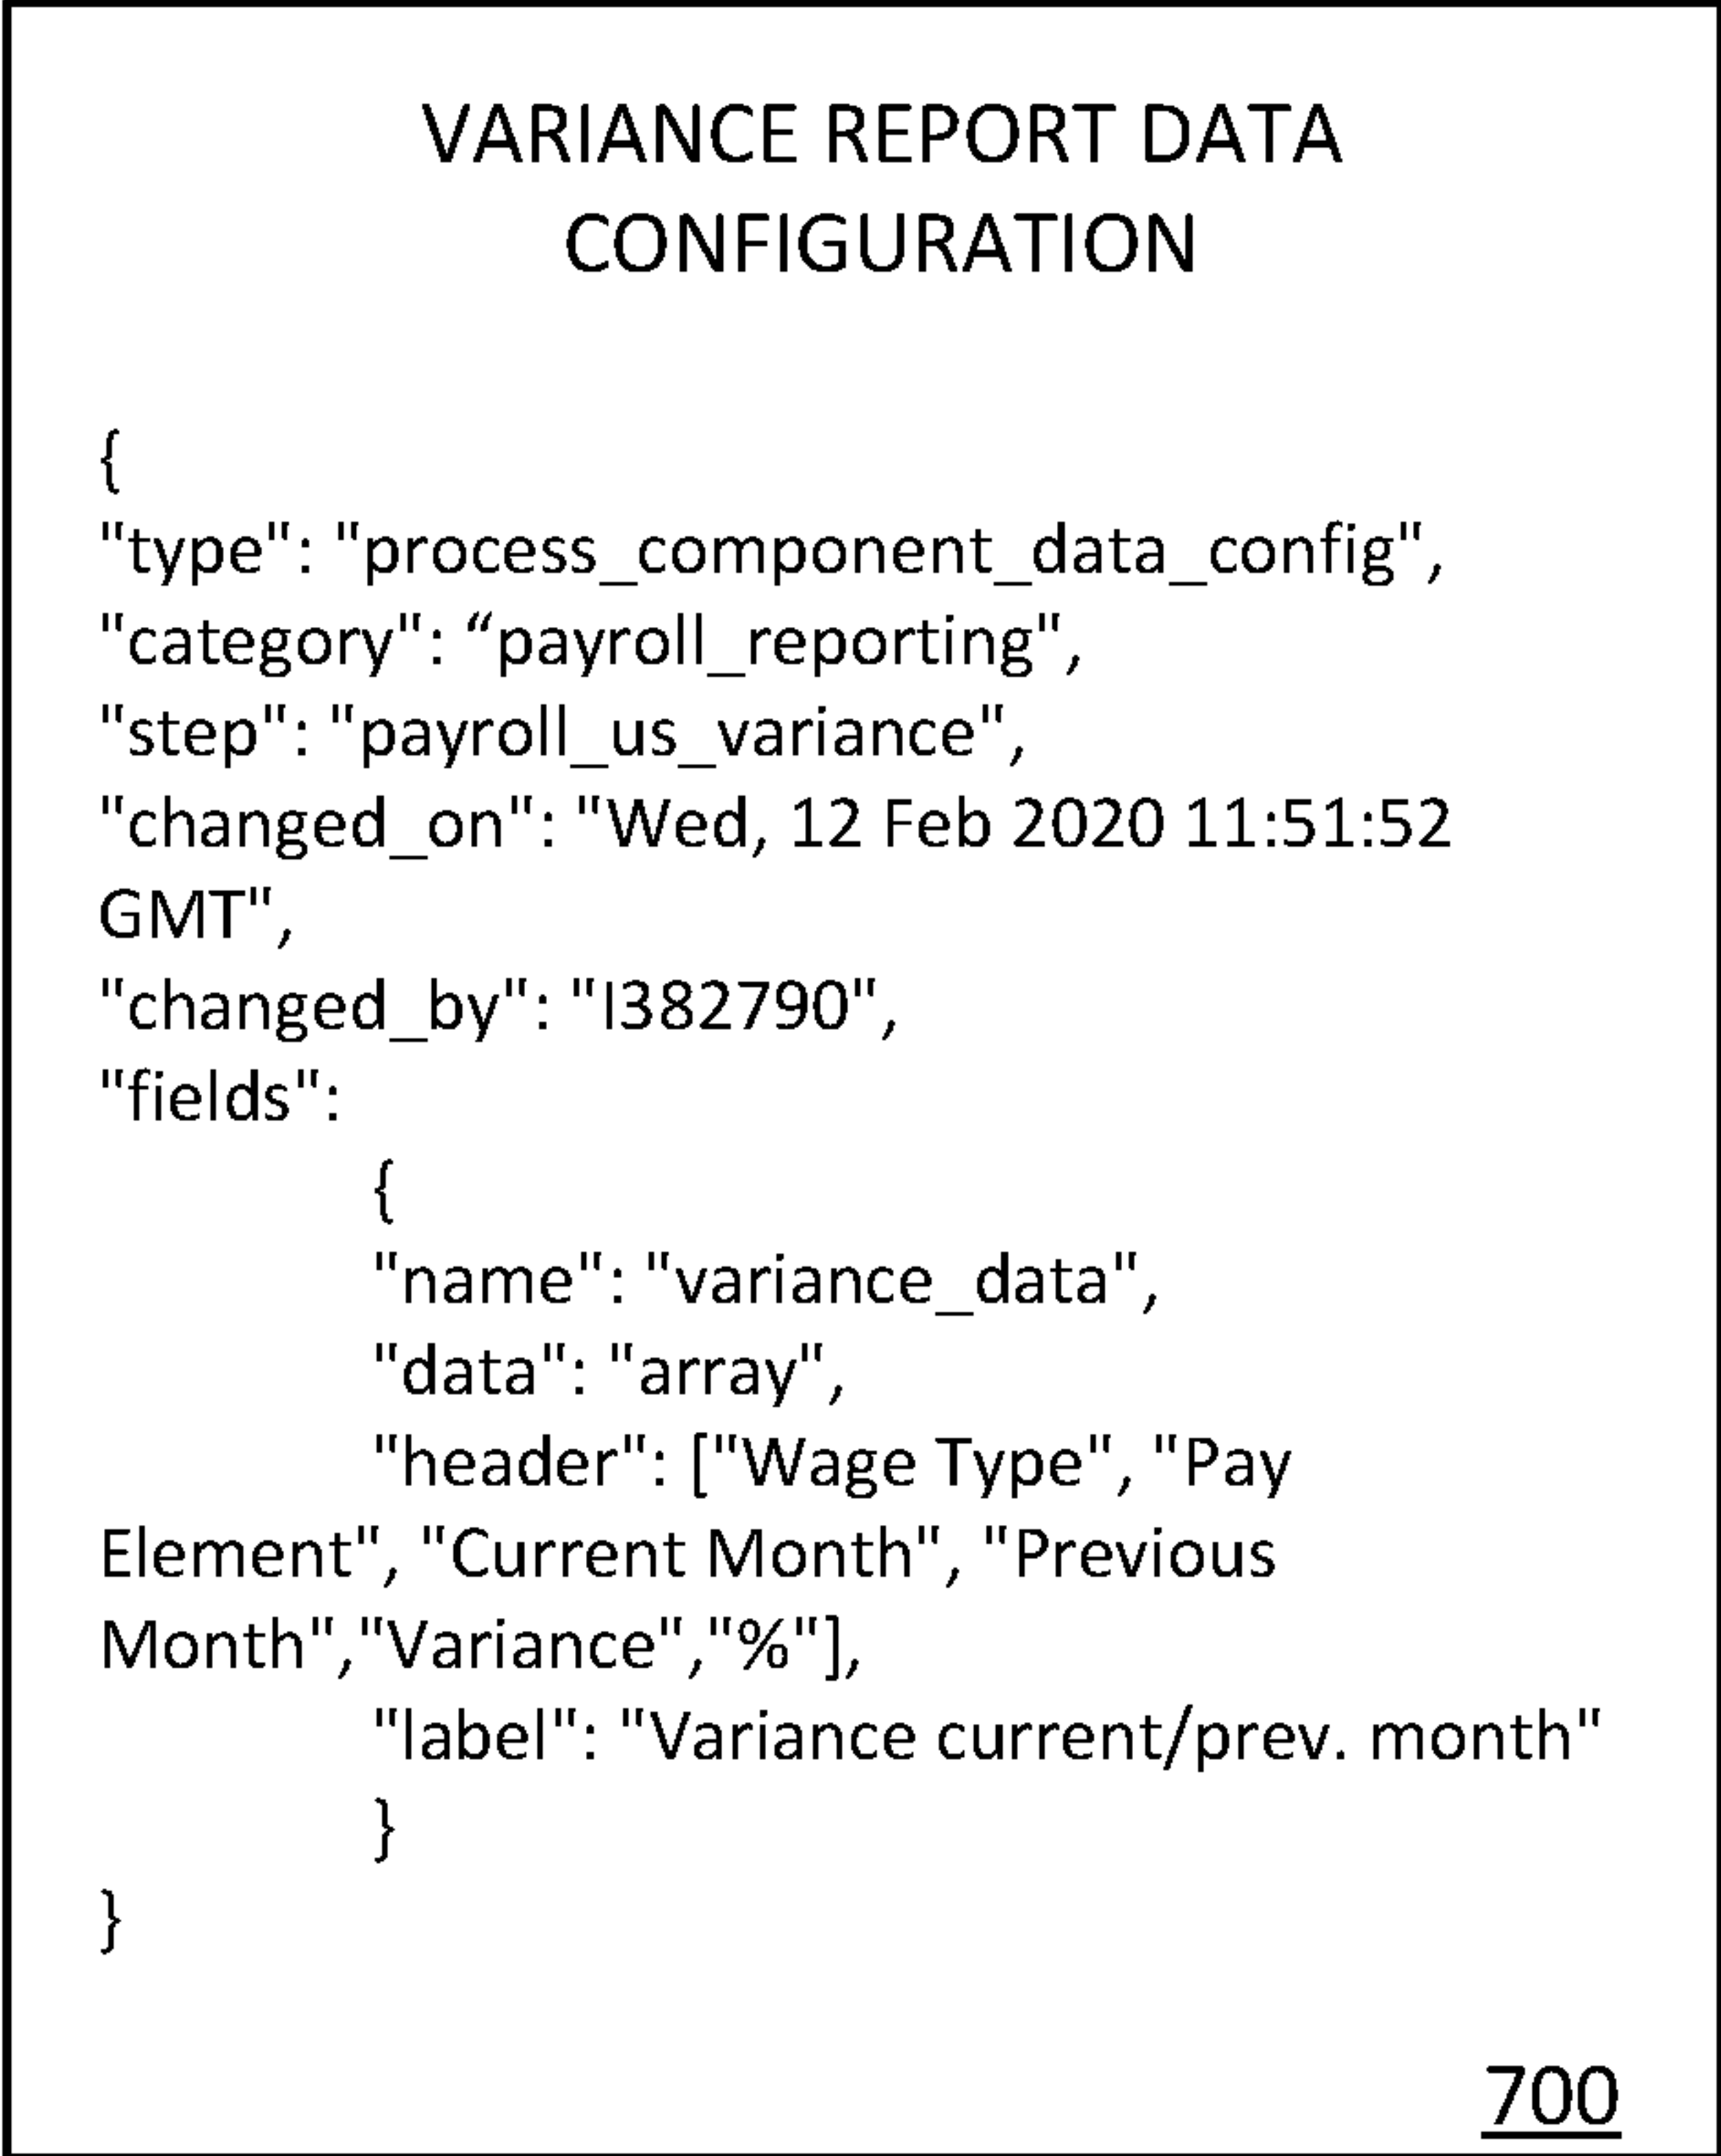 VARIANCE REPORT DATA
CONFIGURATION
{
"type": "process_component_data_config",
"category": “payroll_reporting",
"step": "payroll_us_variance",
"changed_on": "Wed, 12 Feb 2020 11:51:52
GMT",
"changed_by": "I382790",
"fields":
{
"name": "variance_data",
"data": "array",
"header": ["Wage Type", "Pay
Element", "Current Month", "Previous
Month","Variance","%"],
"label": "Variance current/prev. month"
}
}
700